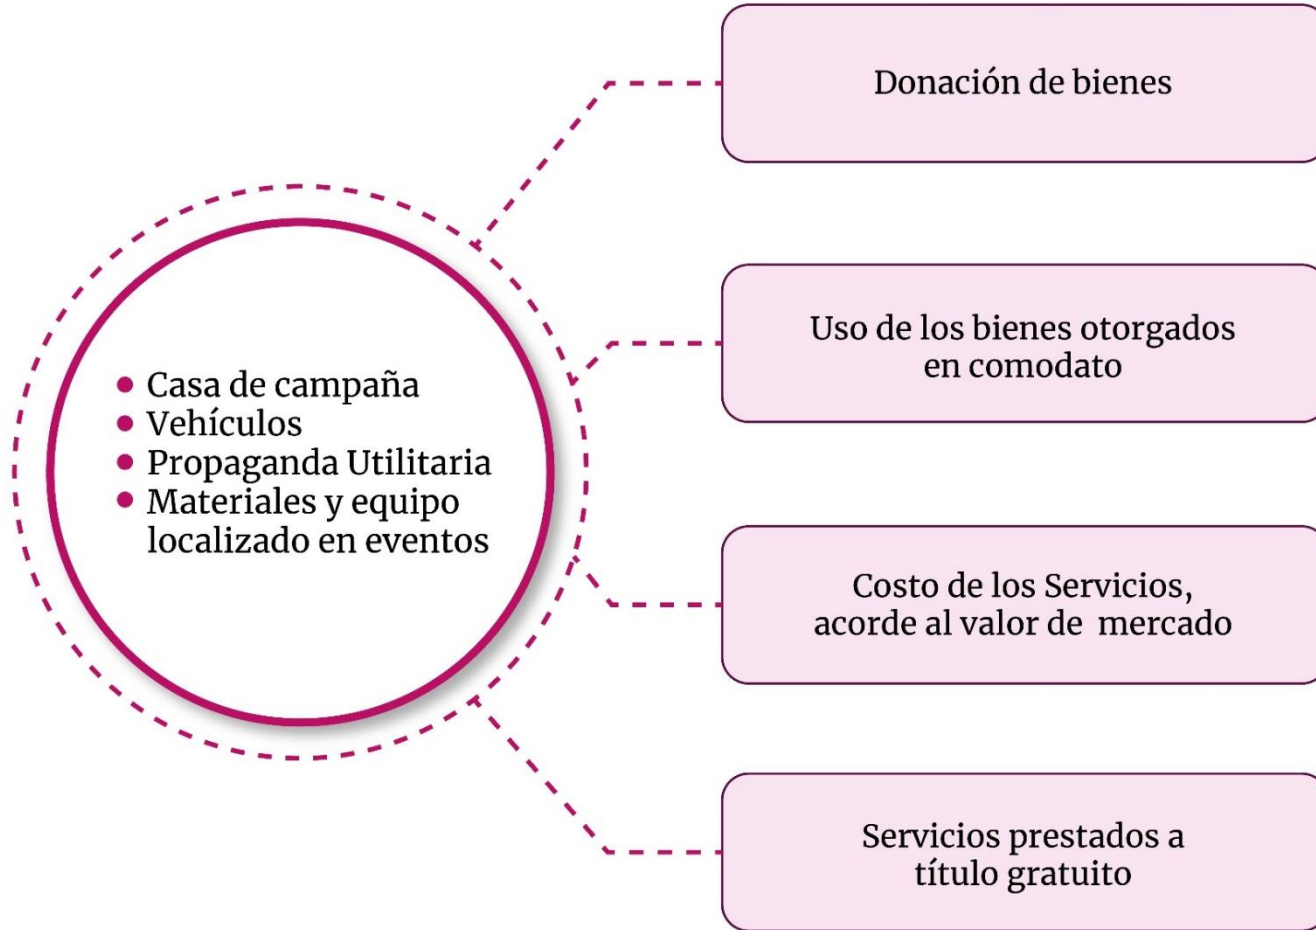 Donación de bienes
Uso de los bienes otorgados
en comodato
Casa de campaña
Vehículos
Propaganda Utilitaria
Materiales y equipo
localizado en eventos
Costo de los Servicios,
acorde al valor de mercado
Servicios prestados a
título gratuito